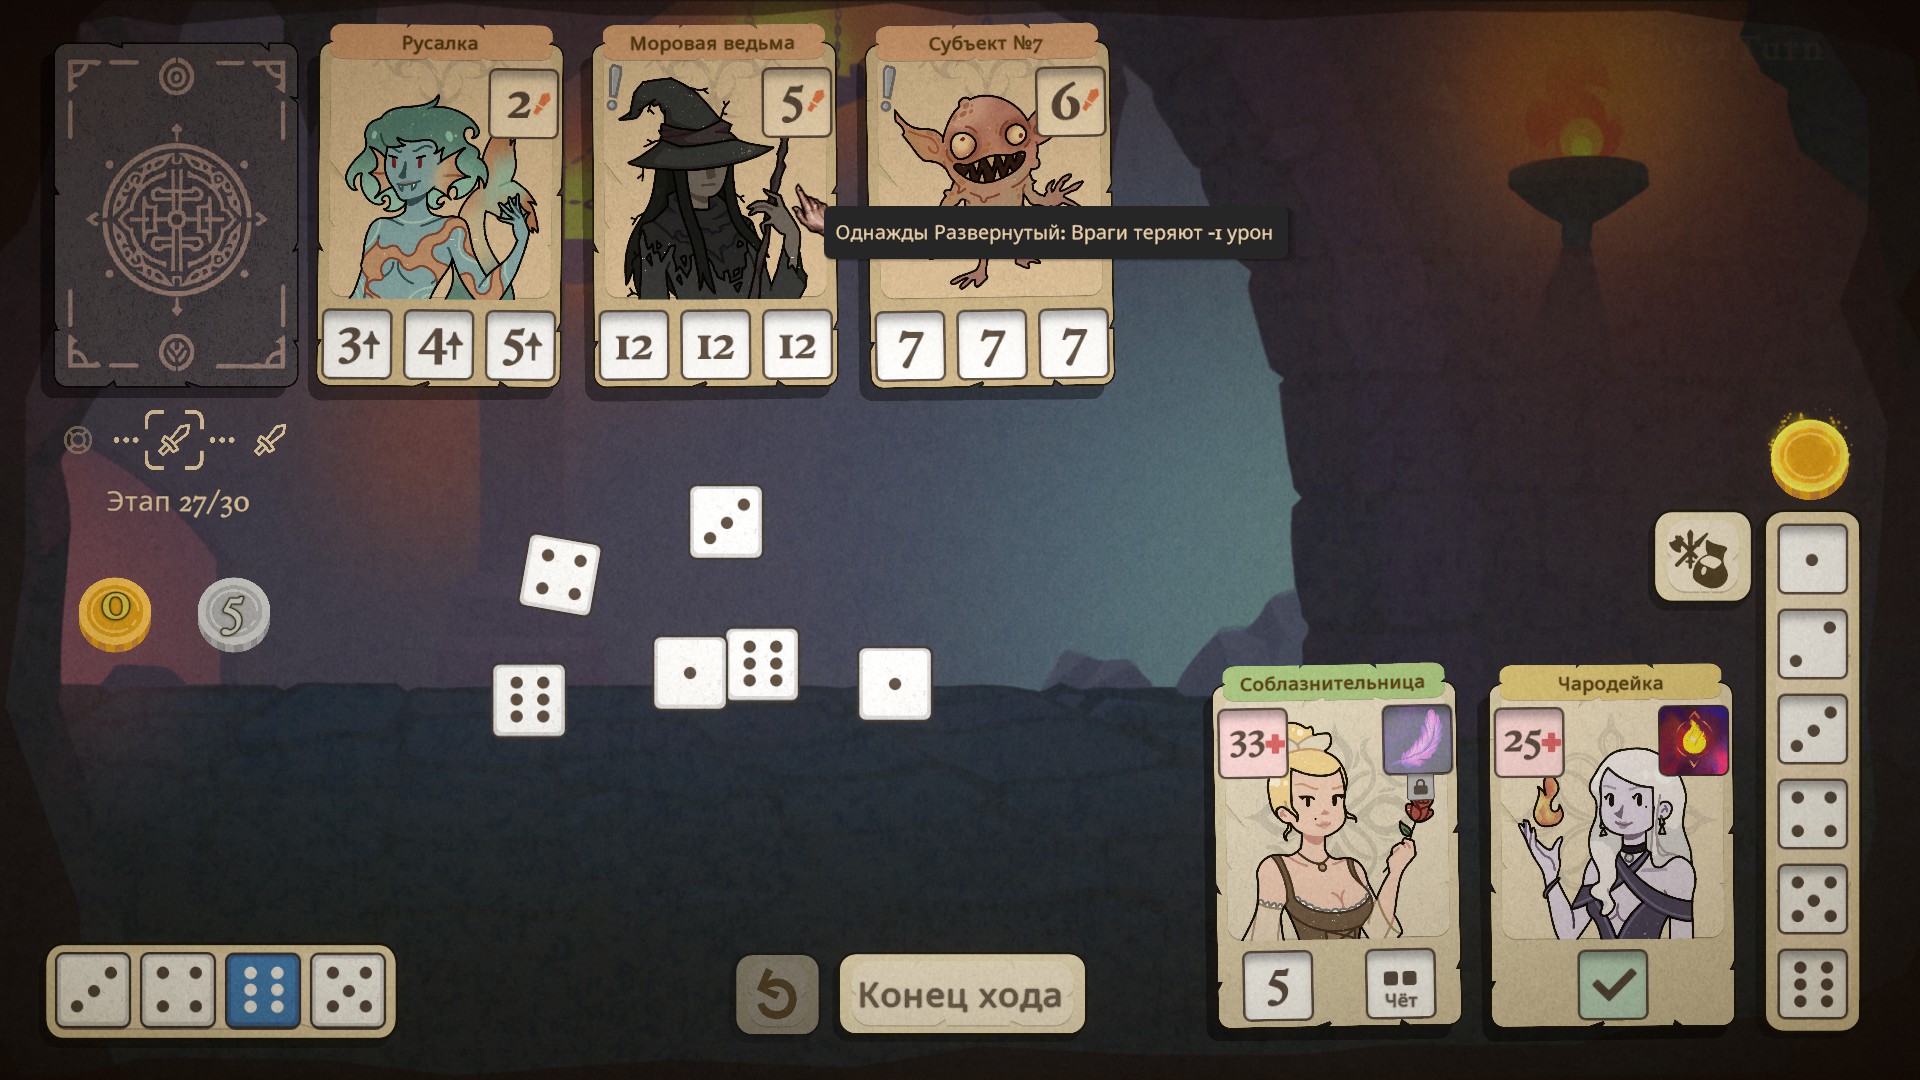 Русалка
2
3 4 5
Моровая ведьма
5
12 12 12
Субъект №7
6
7 7 7
Однажды Развернутый: Враги теряют -1 урон
Этап 27/30
0 5
Соблазнительница
33+
5 Чёт
Чародейка
25+
Конец хода